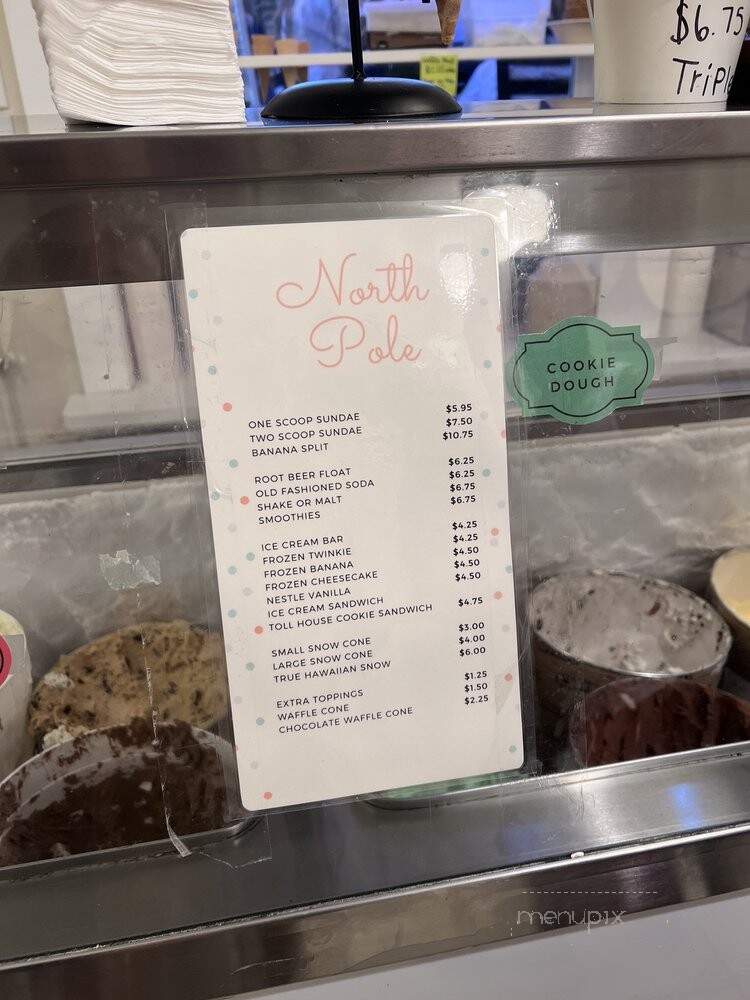 $6.75
Triple
North
Pole
ONE SCOOP SUNDAE $5.95
TWO SCOOP SUNDAE $7.50
BANANA SPLIT $10.75
ROOT BEER FLOAT $6.25
OLD FASHIONED SODA $6.25
SHAKE OR MALT $6.75
SMOOTHIES $6.75
ICE CREAM BAR $4.25
FROZEN TWINKIE $4.25
FROZEN BANANA $4.50
FROZEN CHEESECAKE $4.50
NESTLE VANILLA $4.50
ICE CREAM SANDWICH
TOLL HOUSE COOKIE SANDWICH $4.75
SMALL SNOW CONE $3.00
LARGE SNOW CONE $4.00
TRUE HAWAIIAN SNOW $6.00
EXTRA TOPPINGS $1.25
WAFFLE CONE $1.50
CHOCOLATE WAFFLE CONE $2.25
COOKIE
DOUGH
menupix